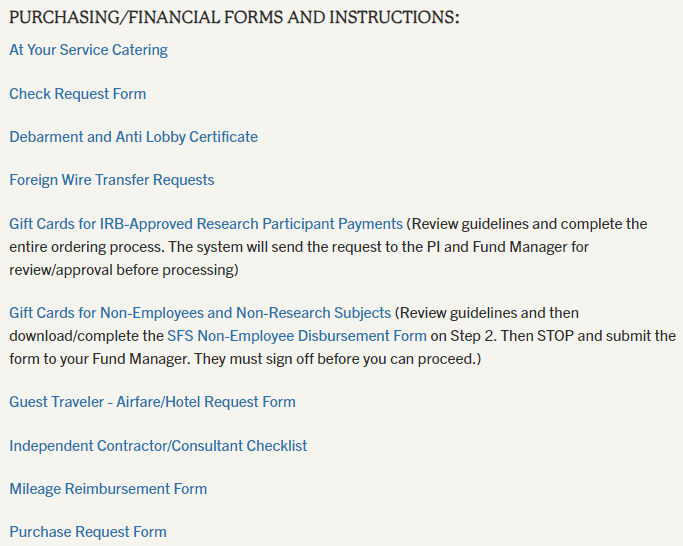 PURCHASING/FINANCIAL FORMS AND INSTRUCTIONS:
At Your Service Catering
Check Request Form
Debarment and Anti Lobby Certificate
Foreign Wire Transfer Requests
Gift Cards for IRB-Approved Research Participant Payments (Review guidelines and complete the
entire ordering process. The system will send the request to the PI and Fund Manager for
review/approval before processing)
Gift Cards for Non-Employees and Non-Research Subjects (Review guidelines and then
download/complete the SFS Non-Employee Disbursement Form on Step 2. Then STOP and submit the
form to your Fund Manager. They must sign off before you can proceed.)
Guest Traveler - Airfare/Hotel Request Form
Independent Contractor/Consultant Checklist
Mileage Reimbursement Form
Purchase Request Form